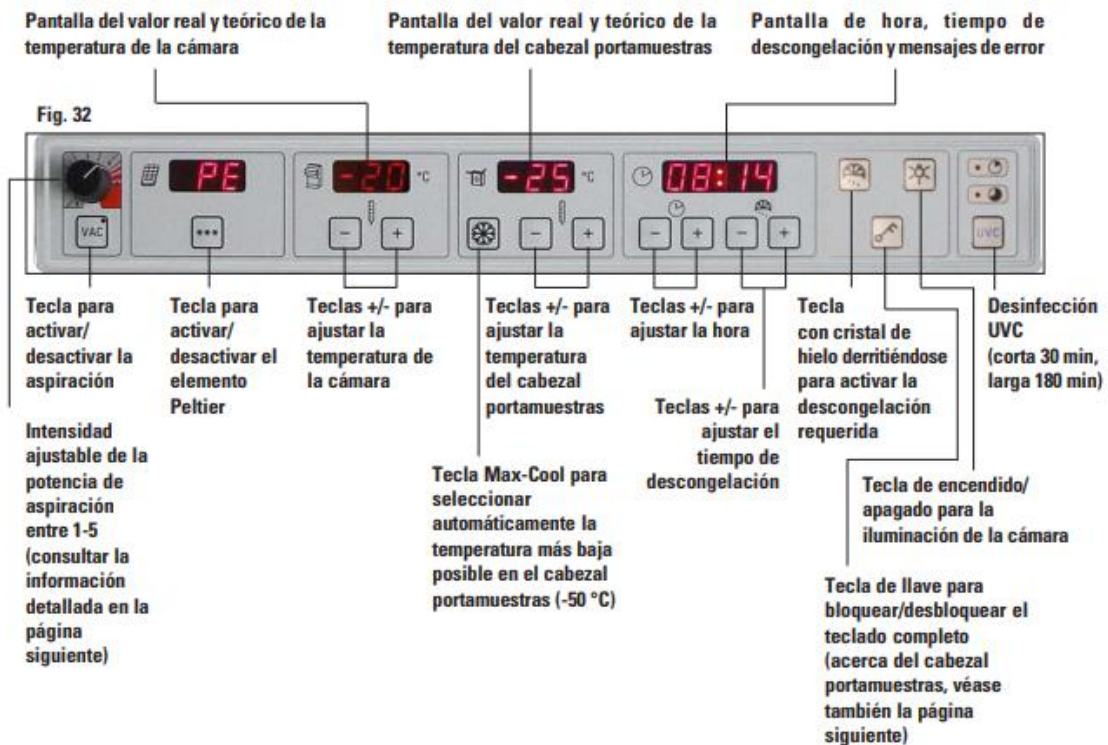 Pantalla del valor real y teórico de la
temperatura de la cámara
Pantalla del valor real y teórico de la
temperatura del cabezal portamuestras
Pantalla de hora, tiempo de
descongelación y mensajes de error
Fig. 32
PE
-20 °C
-25 °C
08:14
VAC
- +
- +
- + - +
UVC
Tecla para
activar/
desactivar la
aspiración
Intensidad
ajustable de la
potencia de
aspiración
entre 1-5
(consultar la
información
detallada en la
página
siguiente)
Tecla para
activar/
desactivar el
elemento
Peltier
Teclas +/- para
ajustar la
temperatura de
la cámara
Teclas +/- para
ajustar la
temperatura
del cabezal
portamuestras
Tecla Max-Cool para
seleccionar
automáticamente la
temperatura más baja
posible en el cabezal
portamuestras (-50 °C)
Teclas +/- para
ajustar la hora
Teclas +/- para
ajustar el
tiempo de
descongelación
Tecla
con cristal de
hielo derritiéndose
para activar la
descongelación
requerida
Tecla de encendido/
apagado para la
iluminación de la cámara
Tecla de llave para
bloquear/desbloquear el
teclado completo
(acerca del cabezal
portamuestras, véase
también la página
siguiente)
Desinfección
UVC
(corta 30 min,
larga 180 min)